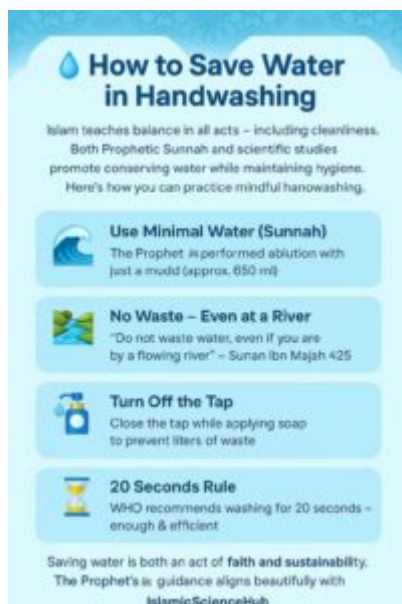 How to Save Water
in Handwashing
Islam teaches balance in all acts – including cleanliness.
Both Prophetic Sunnah and scientific studies
promote conserving water while maintaining hygiene.
Here's how you can practice mindful hanowashing.
Use Minimal Water (Sunnah)
The Prophet performed ablution with
just a mudd (approx. 650 ml)
No Waste – Even at a River
"Do not waste water, even if you are
by a flowing river" – Sunan Ibn Majah 425
Turn Off the Tap
Close the tap while applying soap
to prevent liters of waste
20 Seconds Rule
WHO recommends washing for 20 seconds –
enough & efficient
Saving water is both an act of faith and sustainability.
The Prophet's guidance aligns beautifully with
IslamicScienceHub